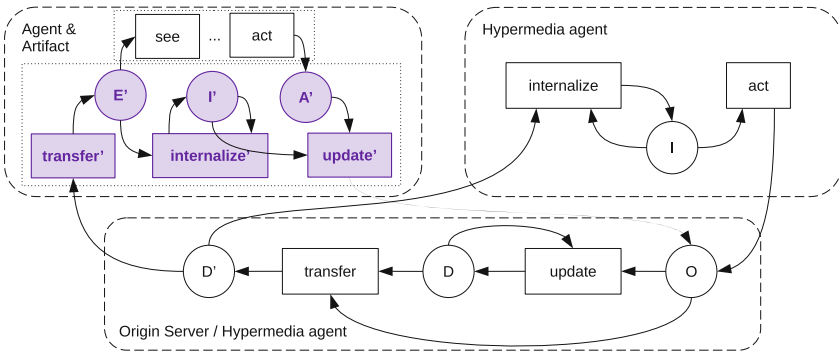 Agent &
Artifact
see
...
act
E’
I’
A’
transfer’
internalize’
update’
Hypermedia agent
internalize
act
I
D’
transfer
D
update
O
Origin Server / Hypermedia agent